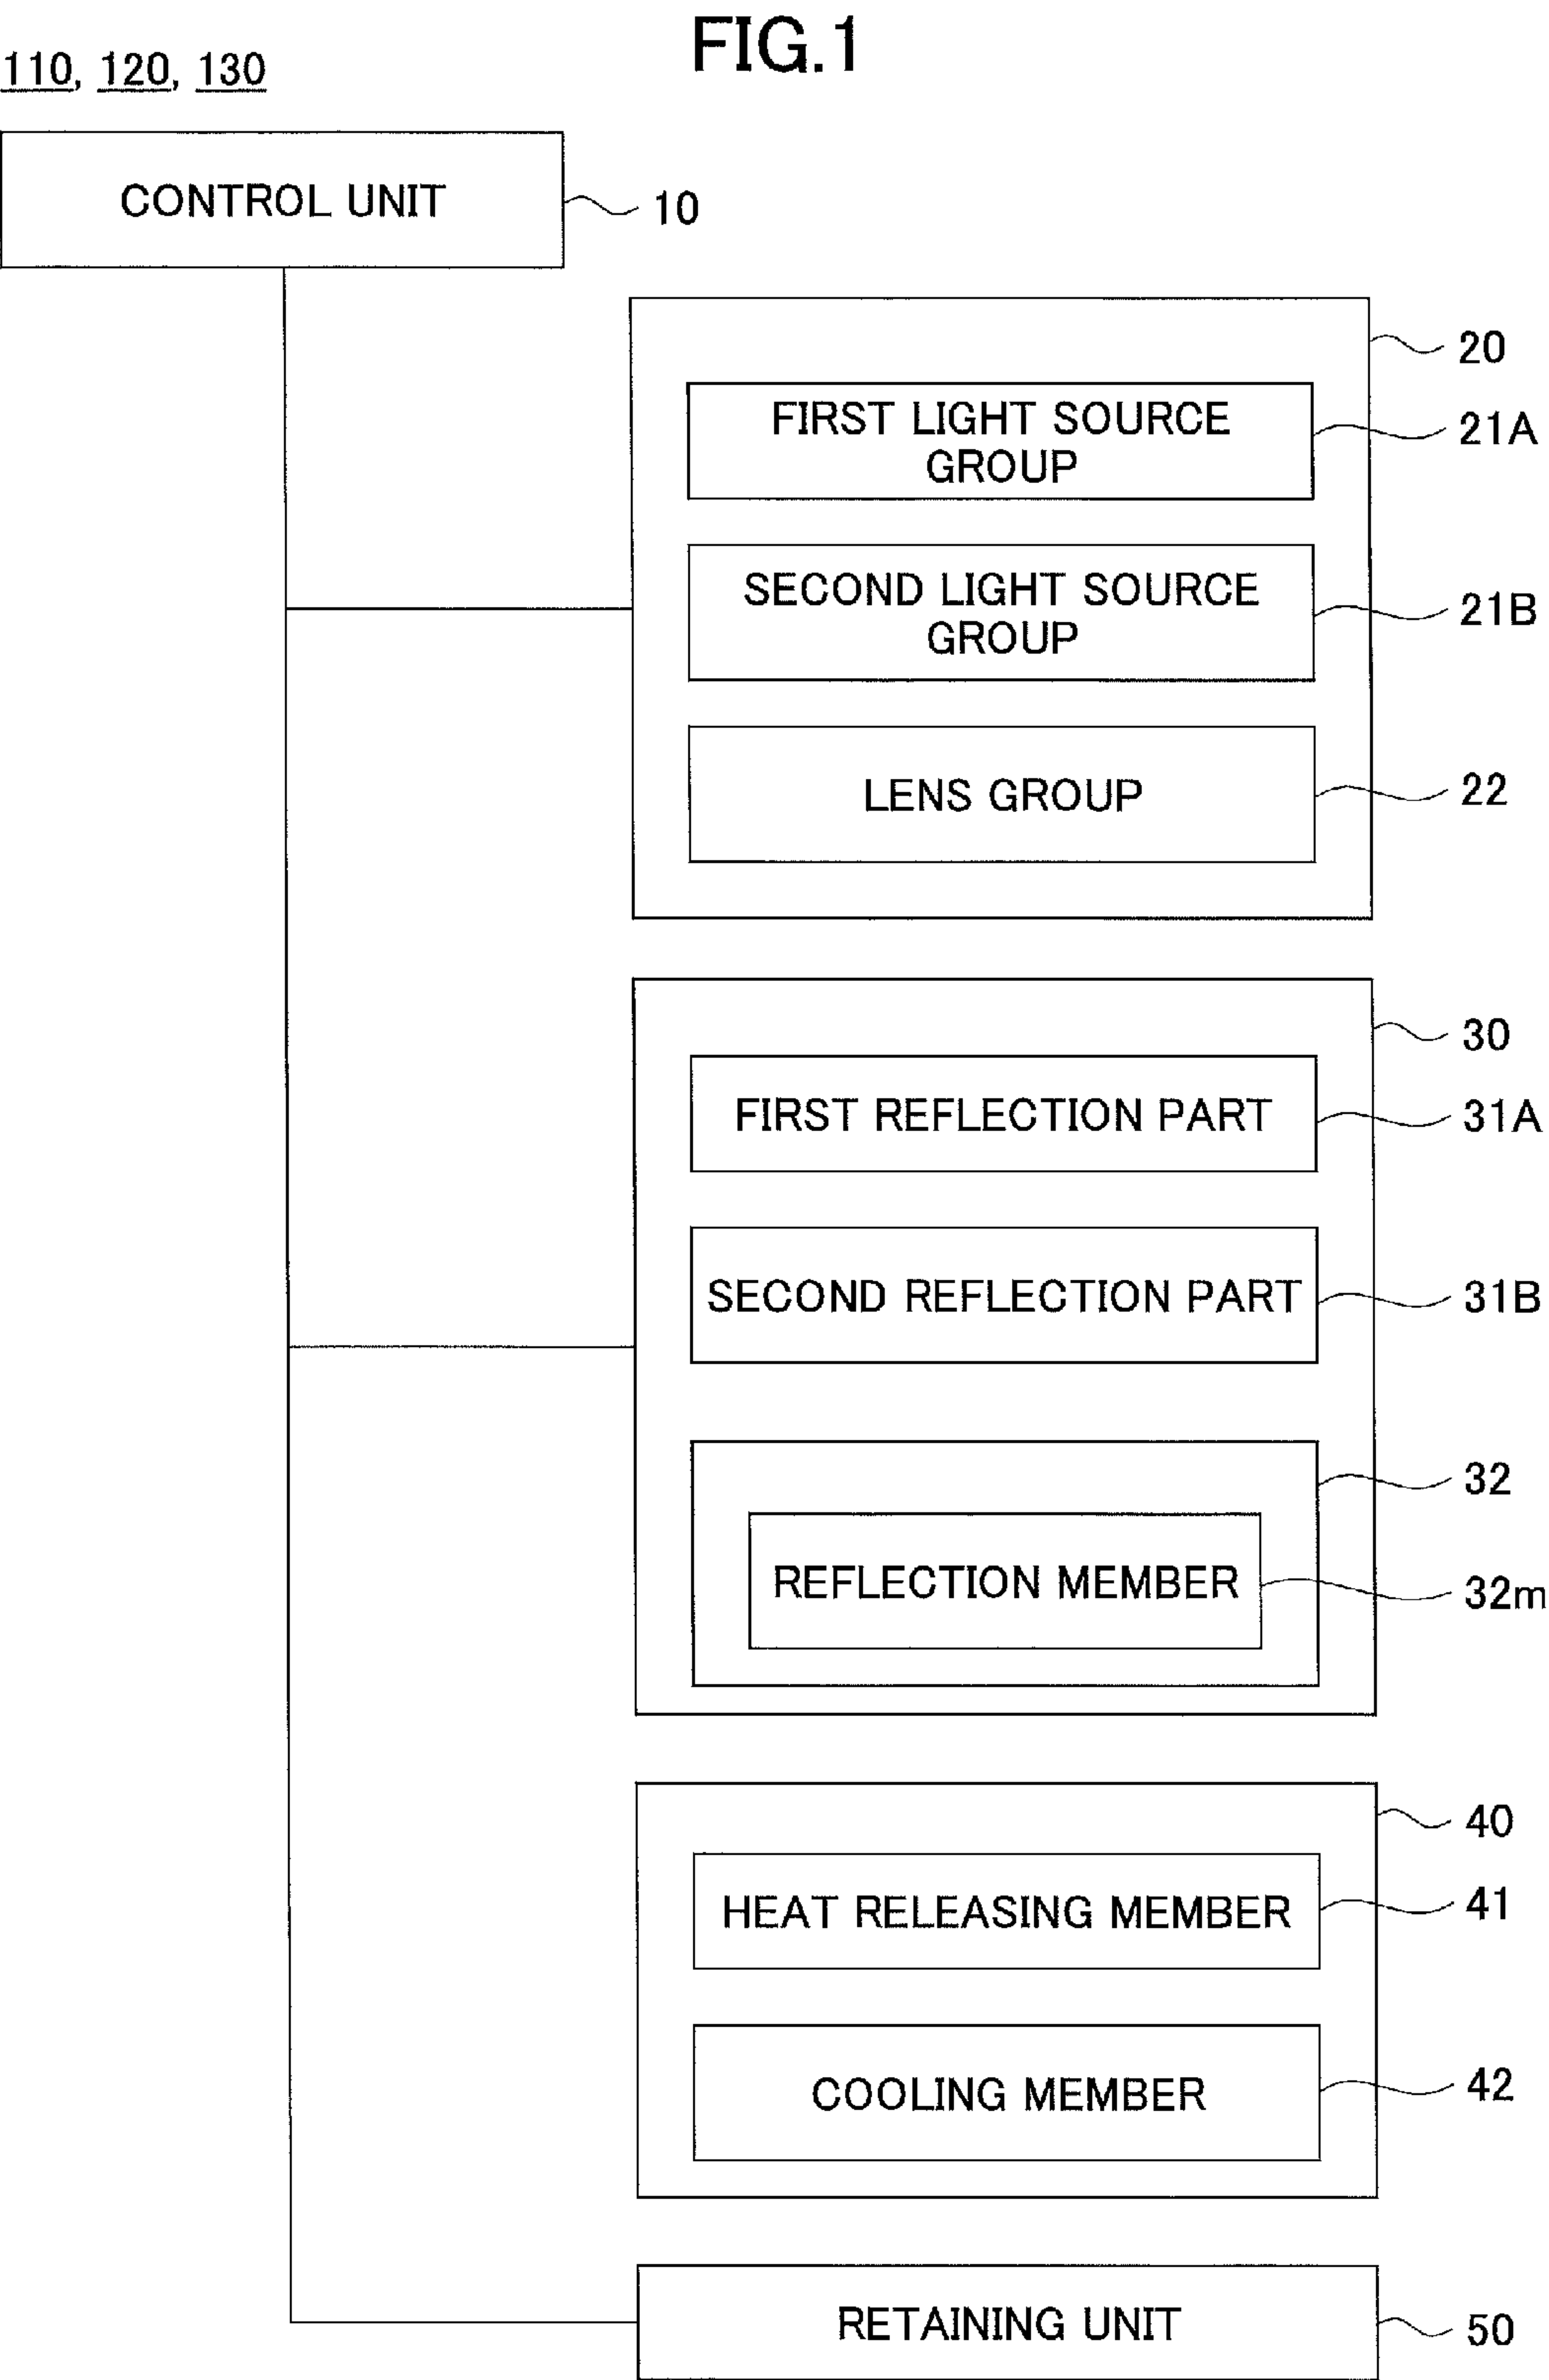 FIG.1
110, 120, 130
CONTROL UNIT
10
20
FIRST LIGHT SOURCE
GROUP
21A
SECOND LIGHT SOURCE
GROUP
21B
LENS GROUP
22
30
FIRST REFLECTION PART
31A
SECOND REFLECTION PART
31B
32
REFLECTION MEMBER
32m
40
HEAT RELEASING MEMBER
41
COOLING MEMBER
42
RETAINING UNIT
50